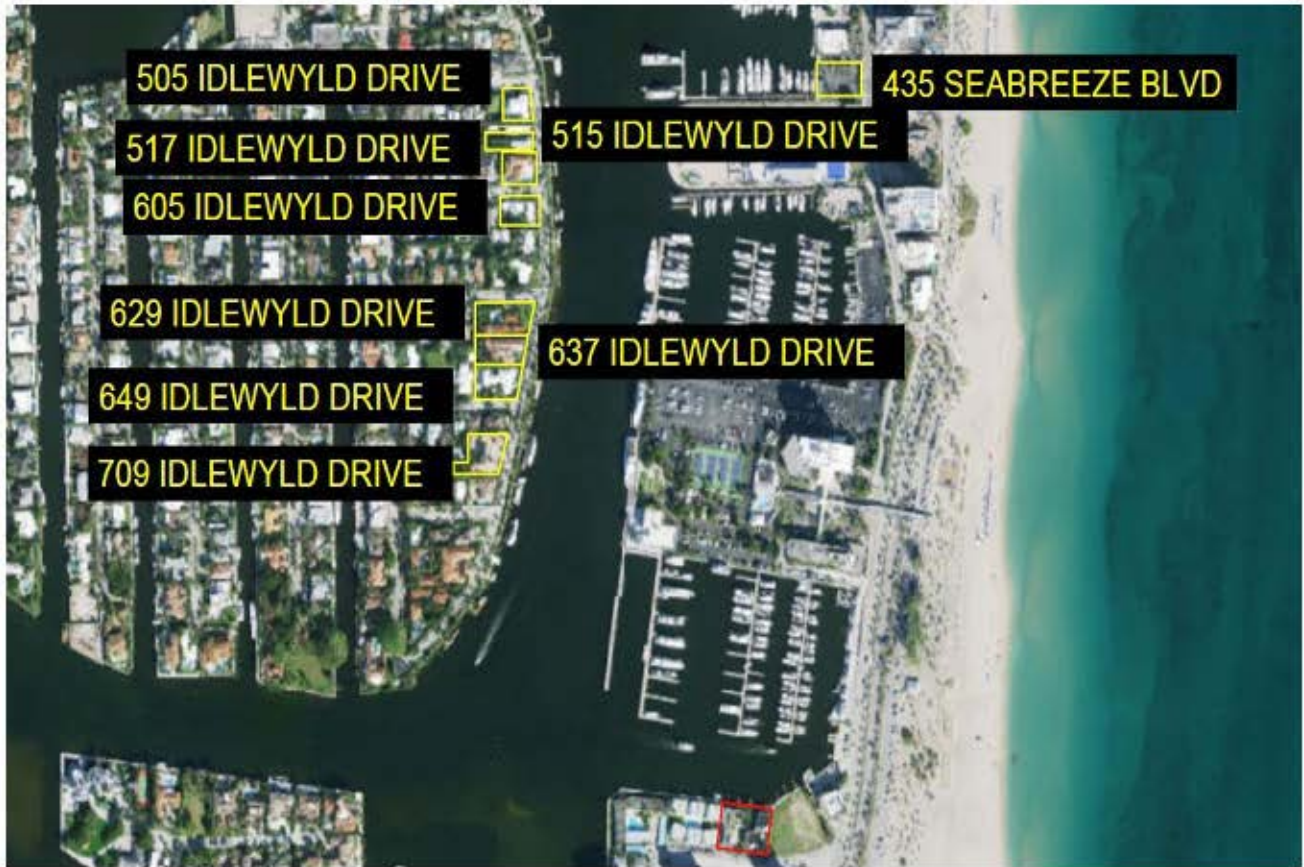 505 IDLEWYLD DRIVE
435 SEABREEZE BLVD
515 IDLEWYLD DRIVE
517 IDLEWYLD DRIVE
605 IDLEWYLD DRIVE
629 IDLEWYLD DRIVE
637 IDLEWYLD DRIVE
649 IDLEWYLD DRIVE
709 IDLEWYLD DRIVE